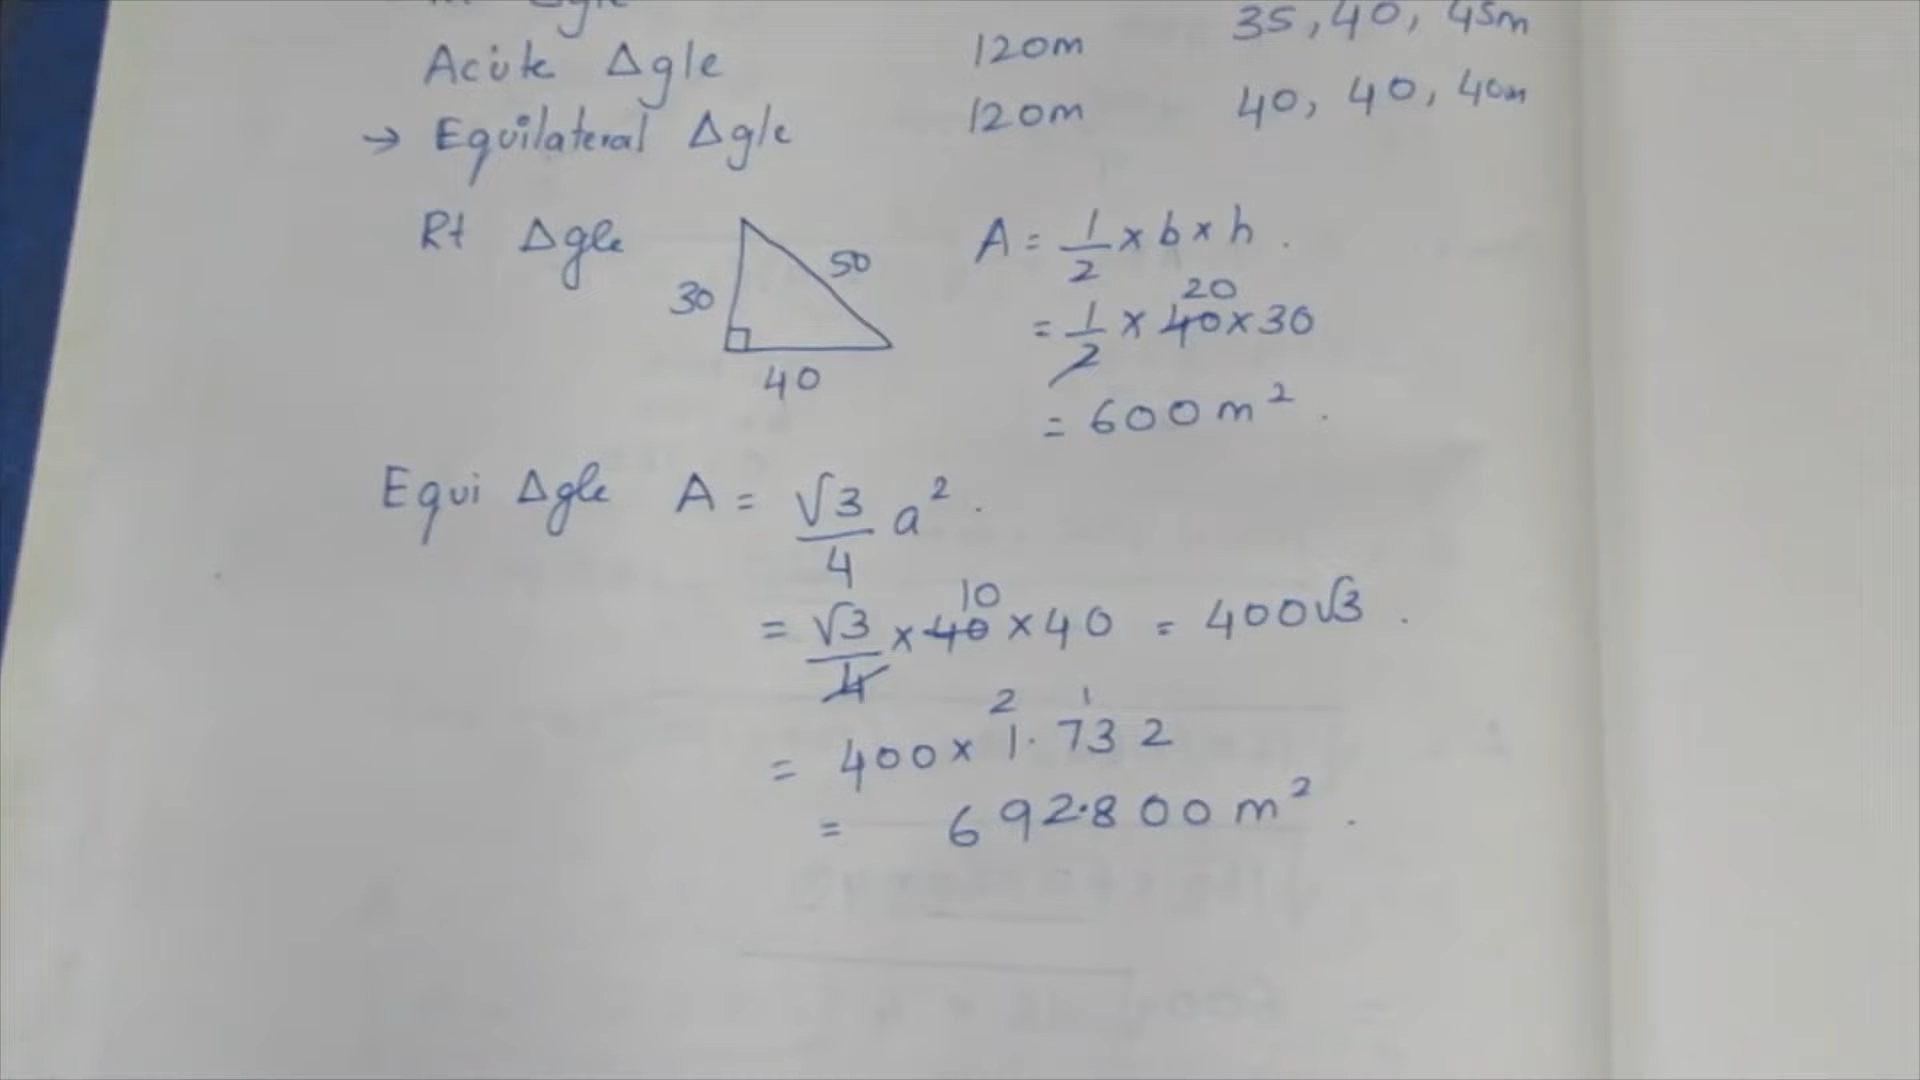 Δgle
Acute Δgle 120m 35, 40, 45m
→ Equilateral Δgle 120m 40, 40, 40m
Rt Δgle 30 50 40 A = 1/2 × b × h.
20
= 1/2 × 40 × 30
= 600 m².
Equi Δgle A = √3/4 a².
10
= √3/4 × 40 × 40 = 400√3.
2 1
= 400 × 1.732
= 692.800 m².